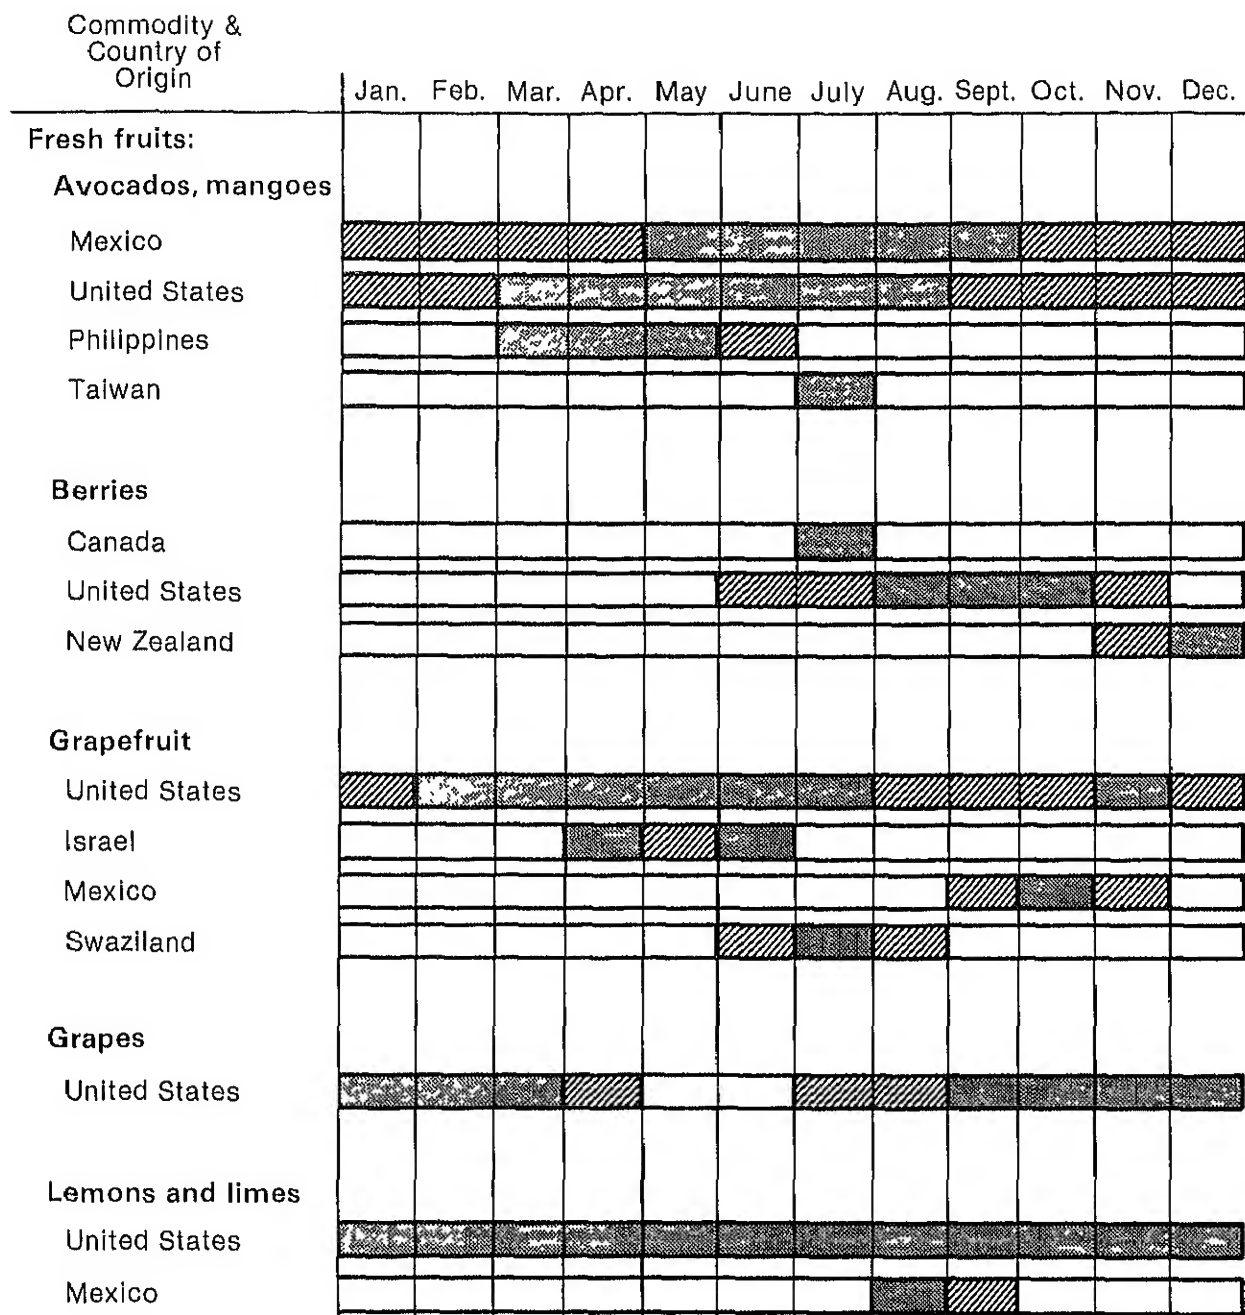 Commodity &
Country of
Origin
Jan. Feb. Mar. Apr. May June July Aug. Sept. Oct. Nov. Dec.
Fresh fruits:
Avocados, mangoes
Mexico
United States
Philippines
Taiwan
Berries
Canada
United States
New Zealand
Grapefruit
United States
Israel
Mexico
Swaziland
Grapes
United States
Lemons and limes
United States
Mexico